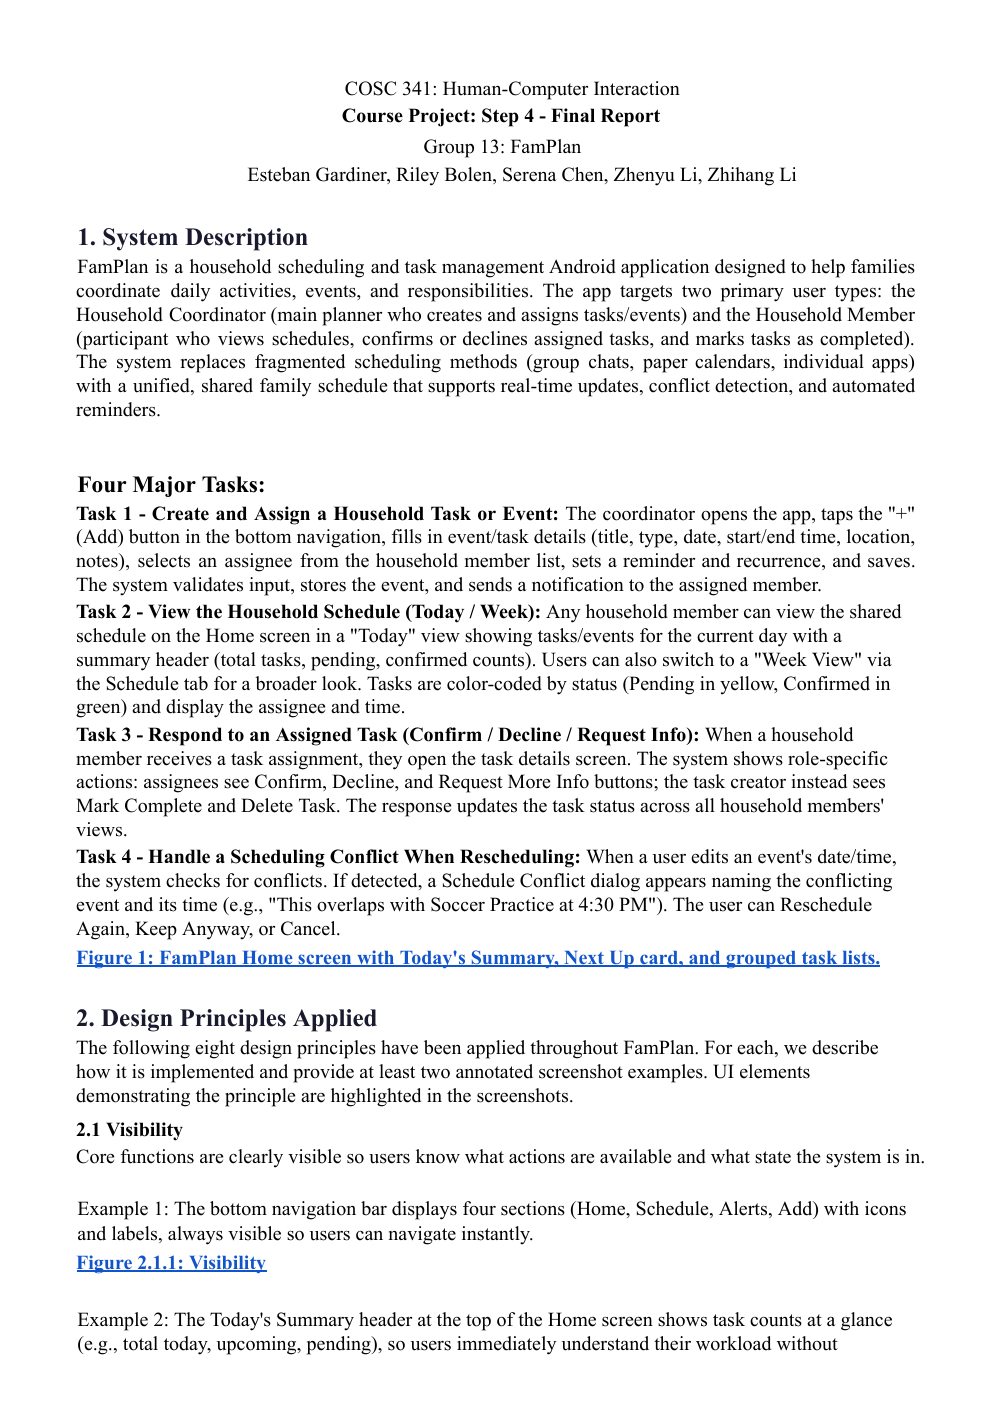 COSC 341: Human-Computer Interaction
Course Project: Step 4 - Final Report
Group 13: FamPlan
Esteban Gardiner, Riley Bolen, Serena Chen, Zhenyu Li, Zhihang Li
1. System Description
FamPlan is a household scheduling and task management Android application designed to help families
coordinate daily activities, events, and responsibilities. The app targets two primary user types: the
Household Coordinator (main planner who creates and assigns tasks/events) and the Household Member
(participant who views schedules, confirms or declines assigned tasks, and marks tasks as completed).
The system replaces fragmented scheduling methods (group chats, paper calendars, individual apps)
with a unified, shared family schedule that supports real-time updates, conflict detection, and automated
reminders.
Four Major Tasks:
Task 1 - Create and Assign a Household Task or Event: The coordinator opens the app, taps the "+"
(Add) button in the bottom navigation, fills in event/task details (title, type, date, start/end time, location,
notes), selects an assignee from the household member list, sets a reminder and recurrence, and saves.
The system validates input, stores the event, and sends a notification to the assigned member.
Task 2 - View the Household Schedule (Today / Week): Any household member can view the shared
schedule on the Home screen in a "Today" view showing tasks/events for the current day with a
summary header (total tasks, pending, confirmed counts). Users can also switch to a "Week View" via
the Schedule tab for a broader look. Tasks are color-coded by status (Pending in yellow, Confirmed in
green) and display the assignee and time.
Task 3 - Respond to an Assigned Task (Confirm / Decline / Request Info): When a household
member receives a task assignment, they open the task details screen. The system shows role-specific
actions: assignees see Confirm, Decline, and Request More Info buttons; the task creator instead sees
Mark Complete and Delete Task. The response updates the task status across all household members'
views.
Task 4 - Handle a Scheduling Conflict When Rescheduling: When a user edits an event's date/time,
the system checks for conflicts. If detected, a Schedule Conflict dialog appears naming the conflicting
event and its time (e.g., "This overlaps with Soccer Practice at 4:30 PM"). The user can Reschedule
Again, Keep Anyway, or Cancel.
Figure 1: FamPlan Home screen with Today's Summary, Next Up card, and grouped task lists.
2. Design Principles Applied
The following eight design principles have been applied throughout FamPlan. For each, we describe
how it is implemented and provide at least two annotated screenshot examples. UI elements
demonstrating the principle are highlighted in the screenshots.
2.1 Visibility
Core functions are clearly visible so users know what actions are available and what state the system is in.
Example 1: The bottom navigation bar displays four sections (Home, Schedule, Alerts, Add) with icons
and labels, always visible so users can navigate instantly.
Figure 2.1.1: Visibility
Example 2: The Today's Summary header at the top of the Home screen shows task counts at a glance
(e.g., total today, upcoming, pending), so users immediately understand their workload without